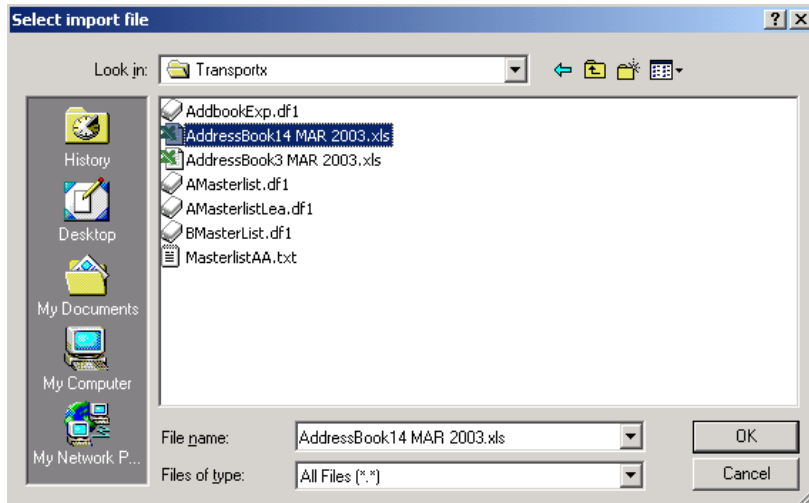 Select import file
Look in: Transportx
History
Desktop
My Documents
My Computer
My Network P...
AddbookExp.df1
AddressBook14 MAR 2003.xls
AddressBook3 MAR 2003.xls
AMasterlist.df1
AMasterlistLea.df1
BMasterList.df1
MasterlistAA.txt
File name: AddressBook14 MAR 2003.xls OK
Files of type: All Files (*.*) Cancel